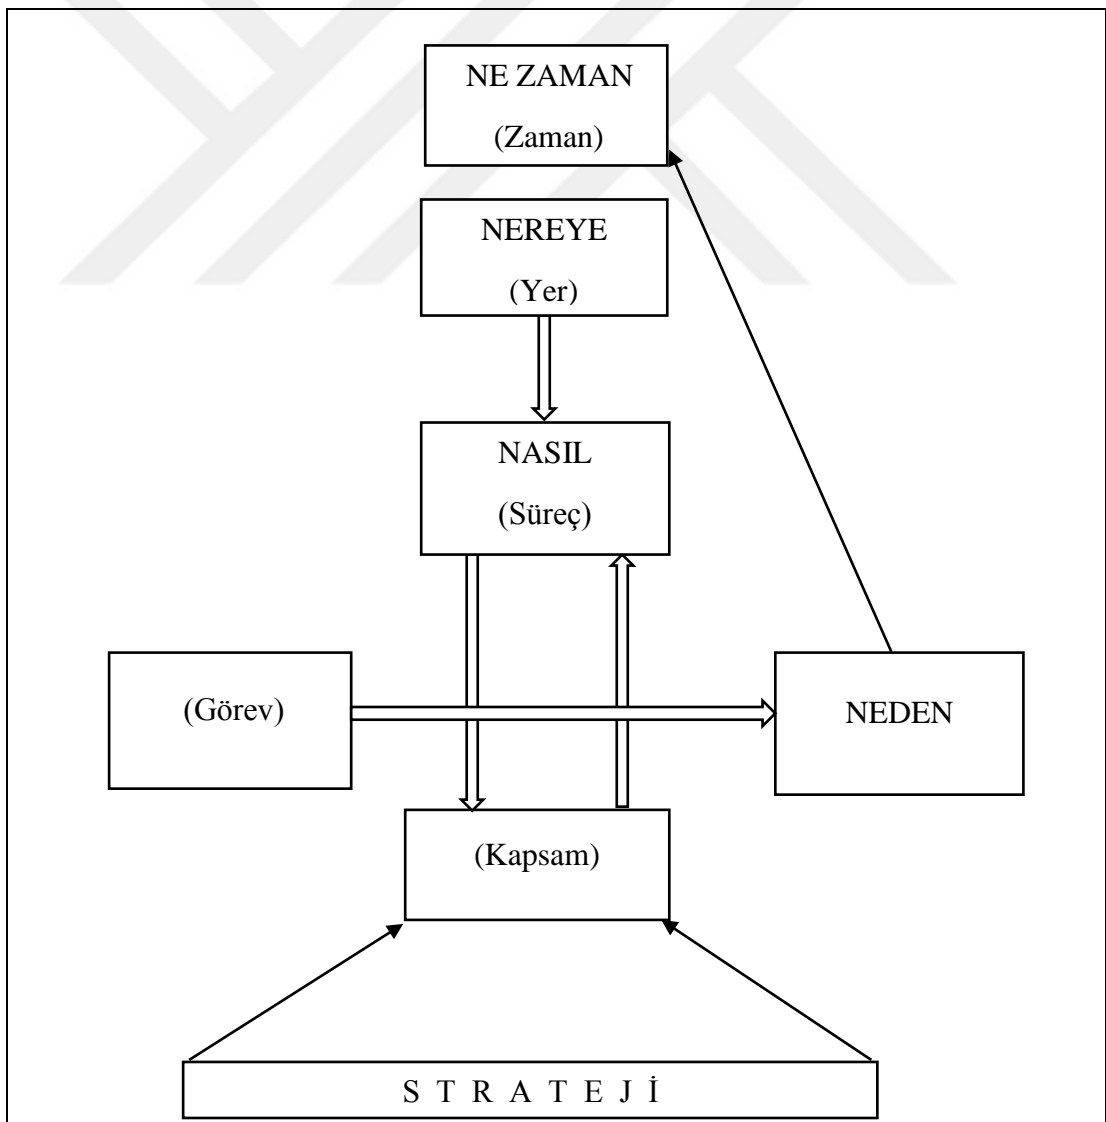 NE ZAMAN
(Zaman)
NEREYE
(Yer)
NASIL
(Süreç)
(Görev)
NEDEN
(Kapsam)
S T R A T E J İ